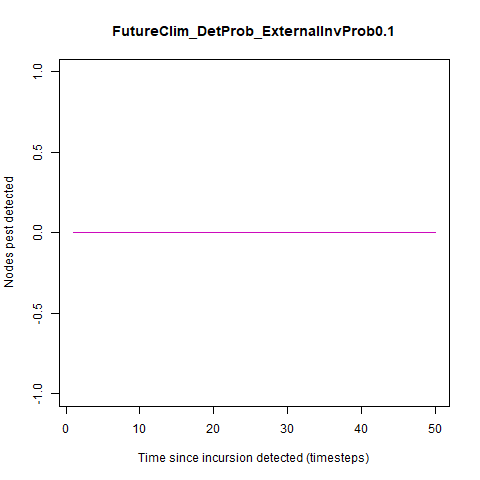 FutureClim_DetProb_ExternalInvProb0.1
Nodes pest detected
1.0
0.5
0.0
-0.5
-1.0
0 10 20 30 40 50
Time since incursion detected (timesteps)